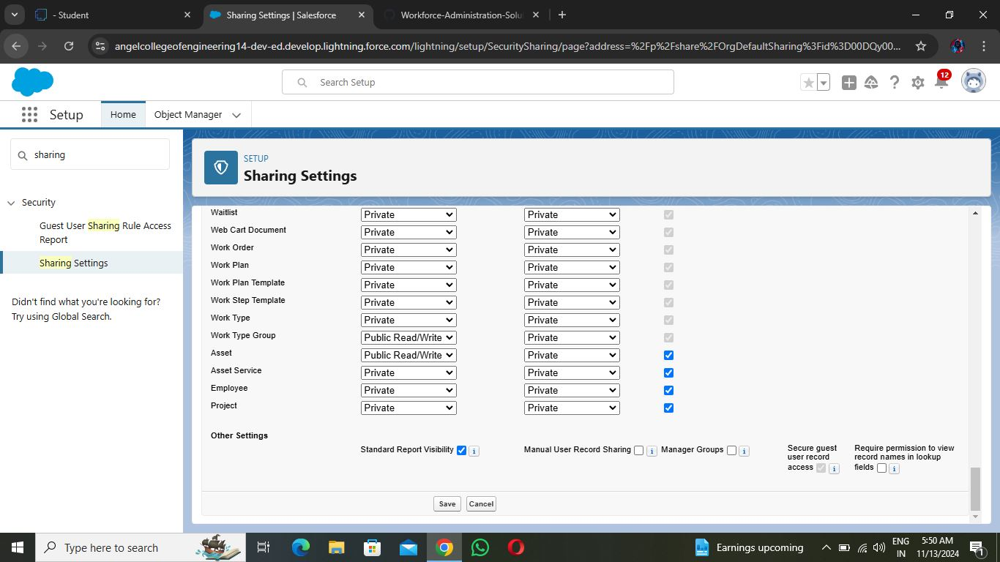 - Student
Sharing Settings | Salesforce
Workforce-Administration-Solu
angelcollegeofengineering14-dev-ed.develop.lightning.force.com/lightning/setup/SecuritySharing/page?address=%2Fp%2Fshare%2FOrgDefaultSharing%3Fid%3D00DQy00...
Search Setup
12
Setup
Home
Object Manager
sharing
Security
Guest User Sharing Rule Access
Report
Sharing Settings
Didn't find what you're looking for?
Try using Global Search.
SETUP
Sharing Settings
Waitlist Private Private
Web Cart Document Private Private
Work Order Private Private
Work Plan Private Private
Work Plan Template Private Private
Work Step Template Private Private
Work Type Private Private
Work Type Group Public Read/Write Private
Asset Public Read/Write Private
Asset Service Private Private
Employee Private Private
Project Private Private
Other Settings
Standard Report Visibility i
Manual User Record Sharing i
Manager Groups i
Secure guest
user record
access i
Require permission to view
record names in lookup
fields i
Save Cancel
Type here to search
Earnings upcoming
ENG
IN
5:50 AM
11/13/2024
1